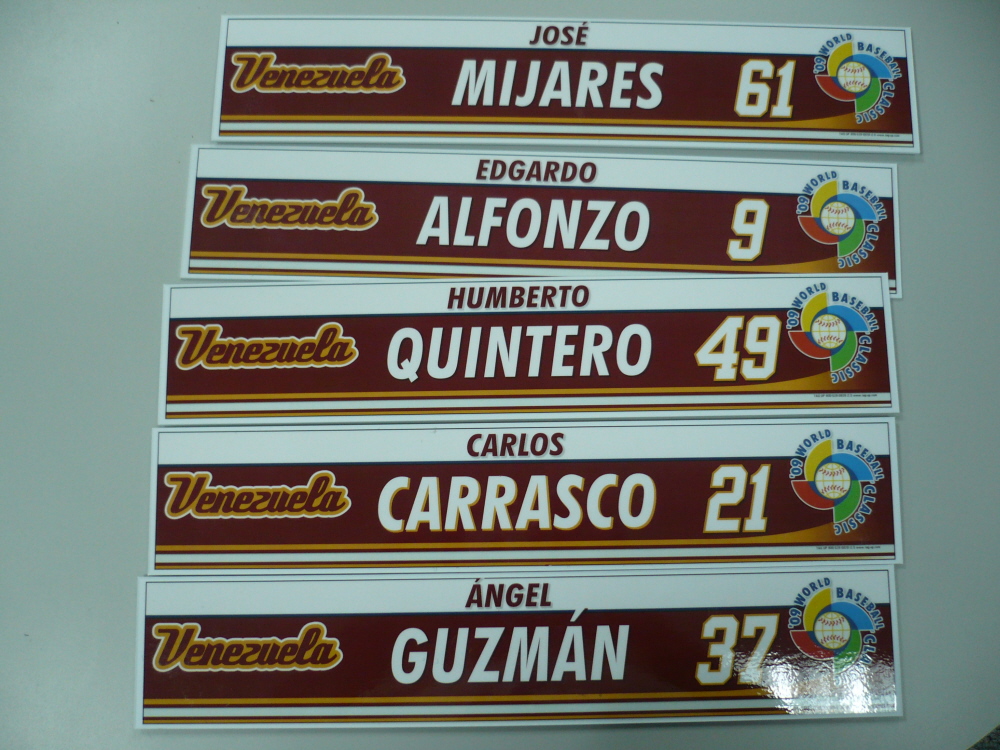 JOSÉ
Venezuela MIJARES 61 '09 WORLD BASEBALL CLASSIC
EDGARDO
Venezuela ALFONZO 9 '09 WORLD BASEBALL CLASSIC
HUMBERTO
Venezuela QUINTERO 49 '09 WORLD BASEBALL CLASSIC
CARLOS
Venezuela CARRASCO 21 '09 WORLD BASEBALL CLASSIC
ÁNGEL
Venezuela GUZMÁN 37 '09 WORLD BASEBALL CLASSIC